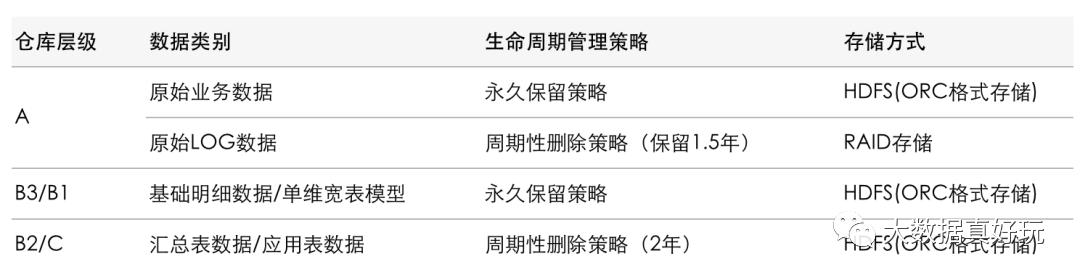 仓库层级 数据类别 生命周期管理策略 存储方式
A
原始业务数据 永久保留策略 HDFS(ORC格式存储)
原始LOG数据 周期性删除策略（保留1.5年） RAID存储
B3/B1 基础明细数据/单维宽表模型 永久保留策略 HDFS(ORC格式存储)
B2/C 汇总表数据/应用表数据 周期性删除策略（2年） HDFS(ORC格式存储)
大数据真好玩